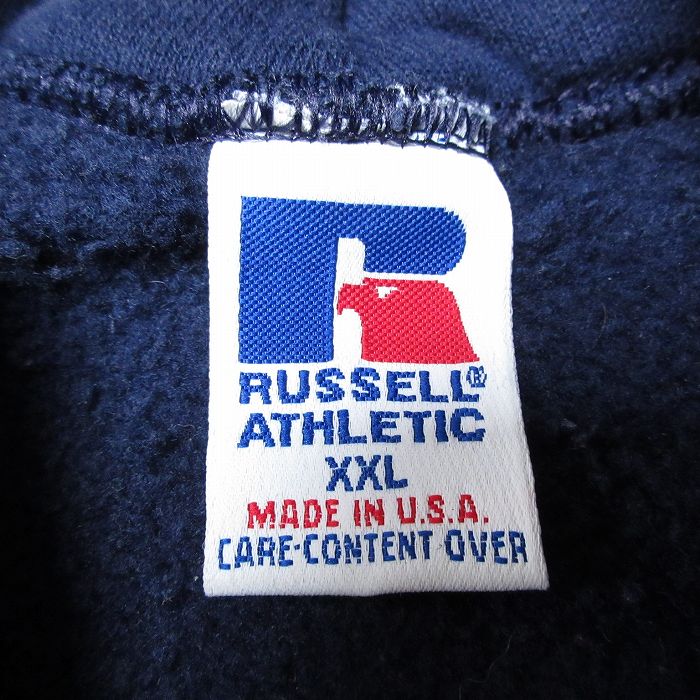 RUSSELL®
ATHLETIC
XXL
MADE IN U.S.A.
CARE-CONTENT OVER